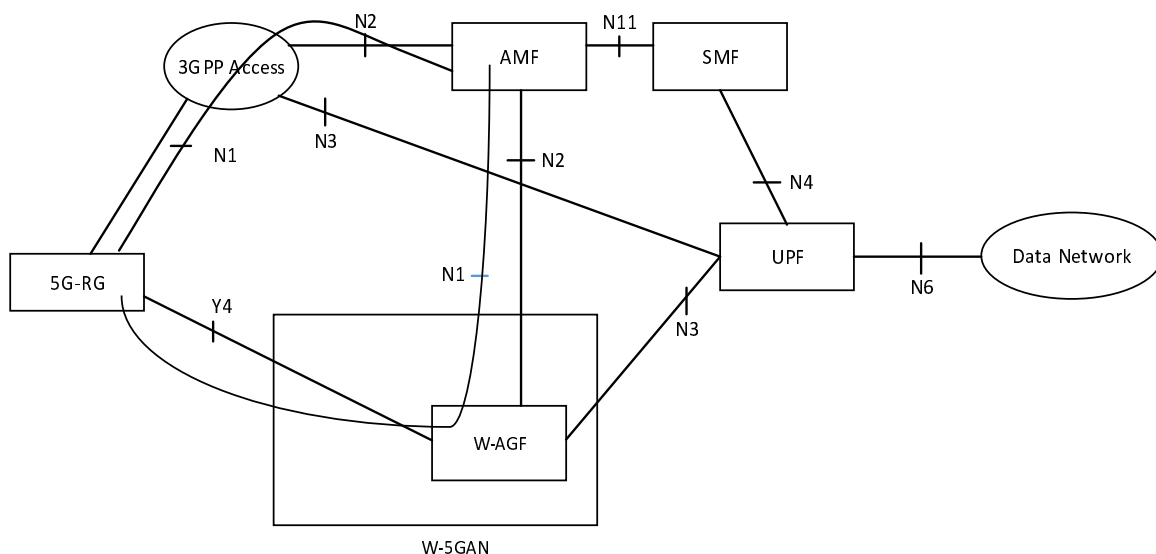 N2
N11
3GPP Access
AMF
SMF
N3
N1
N2
N4
5G-RG
UPF
Data Network
N1
N6
Y4
N3
W-AGF
W-5GAN